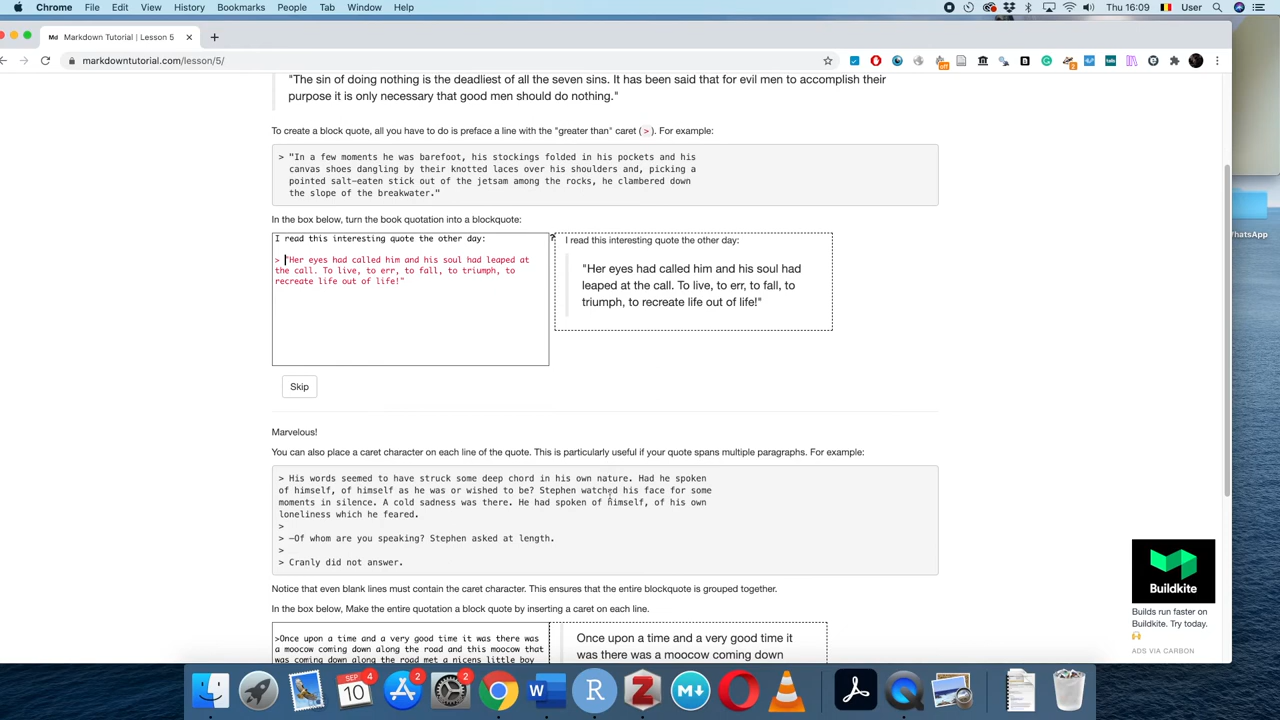 Chrome File Edit View History Bookmarks People Tab Window Help
Thu 16:09 User
Md Markdown Tutorial | Lesson 5
markdowntutorial.com/lesson/5/
"The sin of doing nothing is the deadliest of all the seven sins. It has been said that for evil men to accomplish their
purpose it is only necessary that good men should do nothing."
To create a block quote, all you have to do is preface a line with the "greater than" caret ( > ). For example:
> "In a few moments he was barefoot, his stockings folded in his pockets and his
canvas shoes dangling by their knotted laces over his shoulders and, picking a
pointed salt-eaten stick out of the jetsam among the rocks, he clambered down
the slope of the breakwater."
In the box below, turn the book quotation into a blockquote:
I read this interesting quote the other day:
> "Her eyes had called him and his soul had leaped at
the call. To live, to err, to fall, to triumph, to
recreate life out of life!"
?
I read this interesting quote the other day:
"Her eyes had called him and his soul had
leaped at the call. To live, to err, to fall, to
triumph, to recreate life out of life!"
Skip
Marvelous!
You can also place a caret character on each line of the quote. This is particularly useful if your quote spans multiple paragraphs. For example:
> His words seemed to have struck some deep chord in his own nature. Had he spoken
of himself, of himself as he was or wished to be? Stephen watched his face for some
moments in silence. A cold sadness was there. He had spoken of himself, of his own
loneliness which he feared.
>
> —Of whom are you speaking? Stephen asked at length.
>
> Cranly did not answer.
Notice that even blank lines must contain the caret character. This ensures that the entire blockquote is grouped together.
In the box below, Make the entire quotation a block quote by inserting a caret on each line.
>Once upon a time and a very good time it was there was
a moocow coming down along the road and this moocow that
was coming down along the road met a nicens little boy
Once upon a time and a very good time it
was there was a moocow coming down
Buildkite
Builds run faster on
Buildkite. Try today.
ADS VIA CARBON
WhatsApp
SEP
10
4
2
2
W
R
Z
M